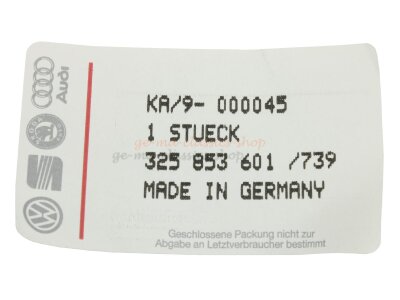 Audi
KA/9- 000045
1 STUECK
325 853 601 /739
MADE IN GERMANY
Geschlossene Packung nicht zur
Abgabe an Letztverbraucher bestimmt